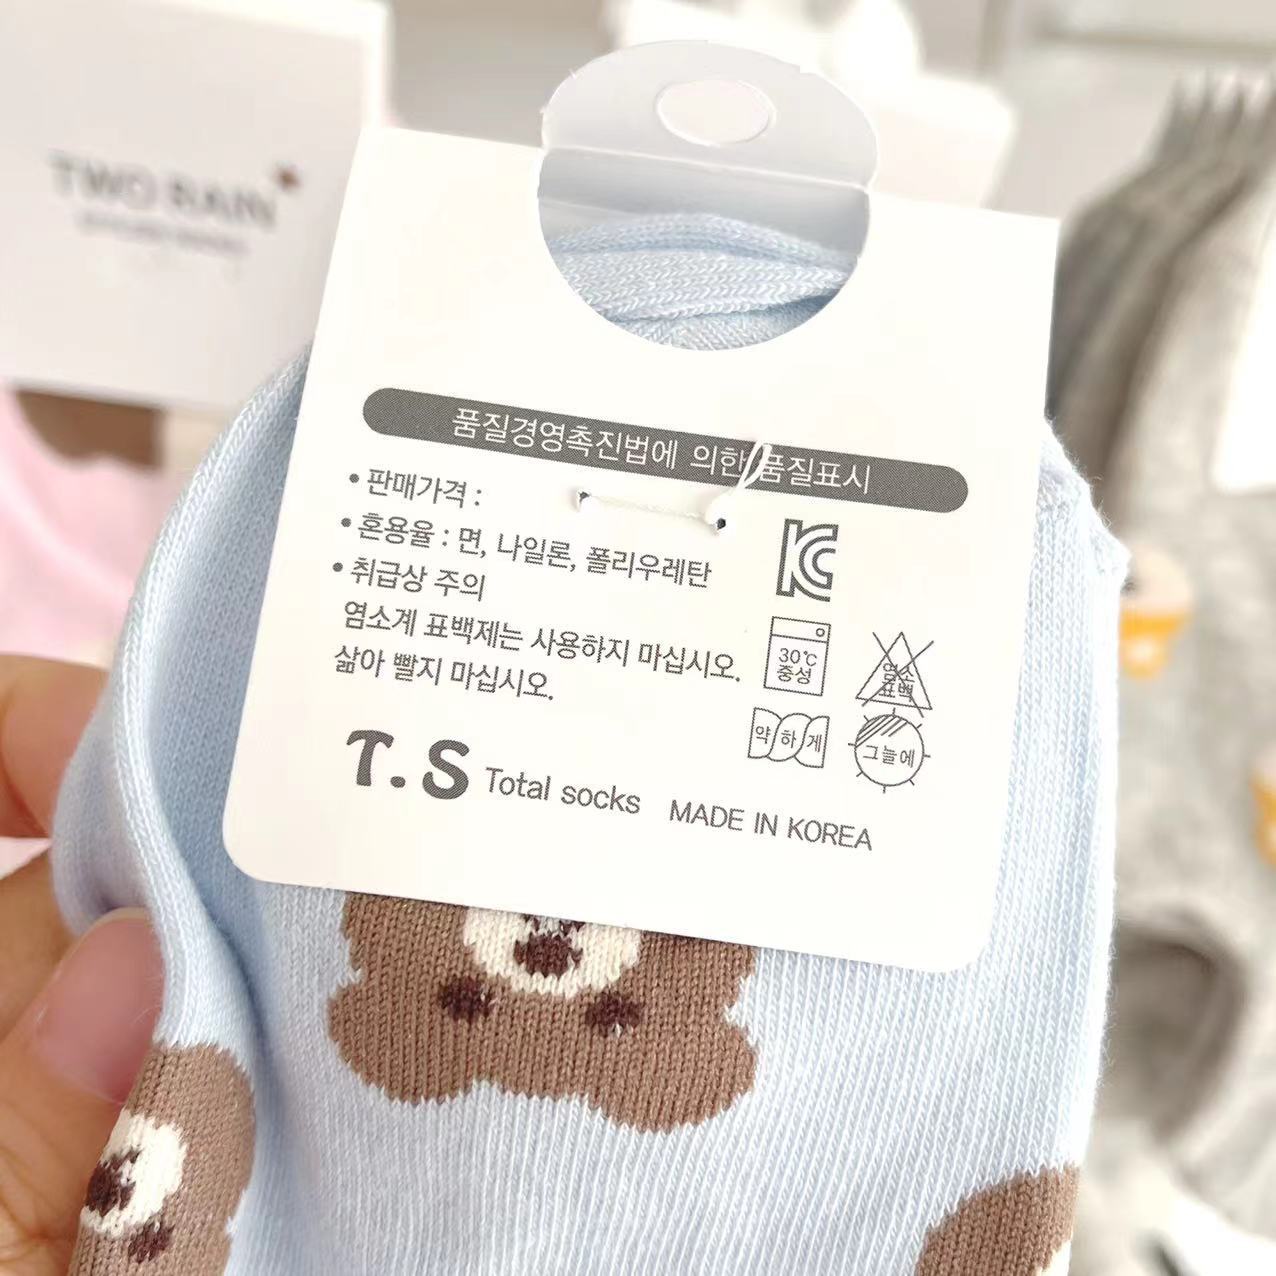 TWO RAIN
품질경영촉진법에 의한 품질표시
• 판매가격 :
• 혼용율 : 면, 나일론, 폴리우레탄
• 취급상 주의
염소계 표백제는 사용하지 마십시오.
삶아 빨지 마십시오.
KC
30℃
중성
염소
표백
약하게
그늘에
T.S Total socks MADE IN KOREA